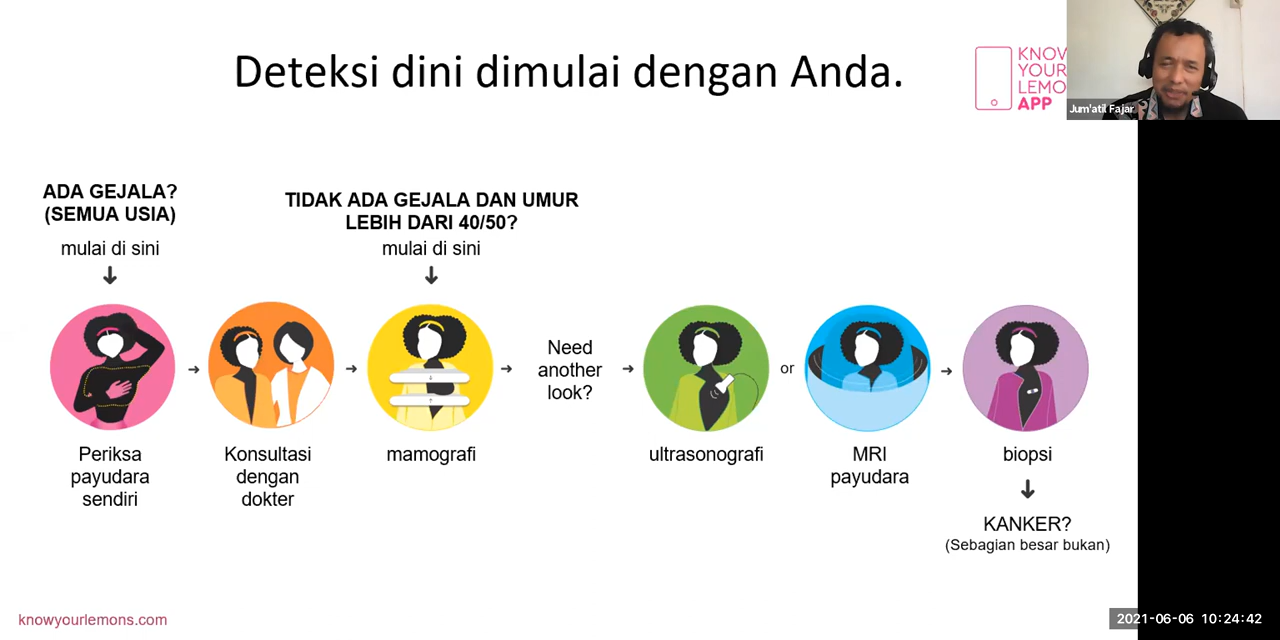 Deteksi dini dimulai dengan Anda.
KNOW
YOUR
LEMO
APP
Jum'atil Fajar
ADA GEJALA?
(SEMUA USIA)
mulai di sini
TIDAK ADA GEJALA DAN UMUR
LEBIH DARI 40/50?
mulai di sini
Need
another
look?
or
Periksa
payudara
sendiri
Konsultasi
dengan
dokter
mamografi
ultrasonografi
MRI
payudara
biopsi
KANKER?
(Sebagian besar bukan)
knowyourlemons.com
2021-06-06 10:24:42